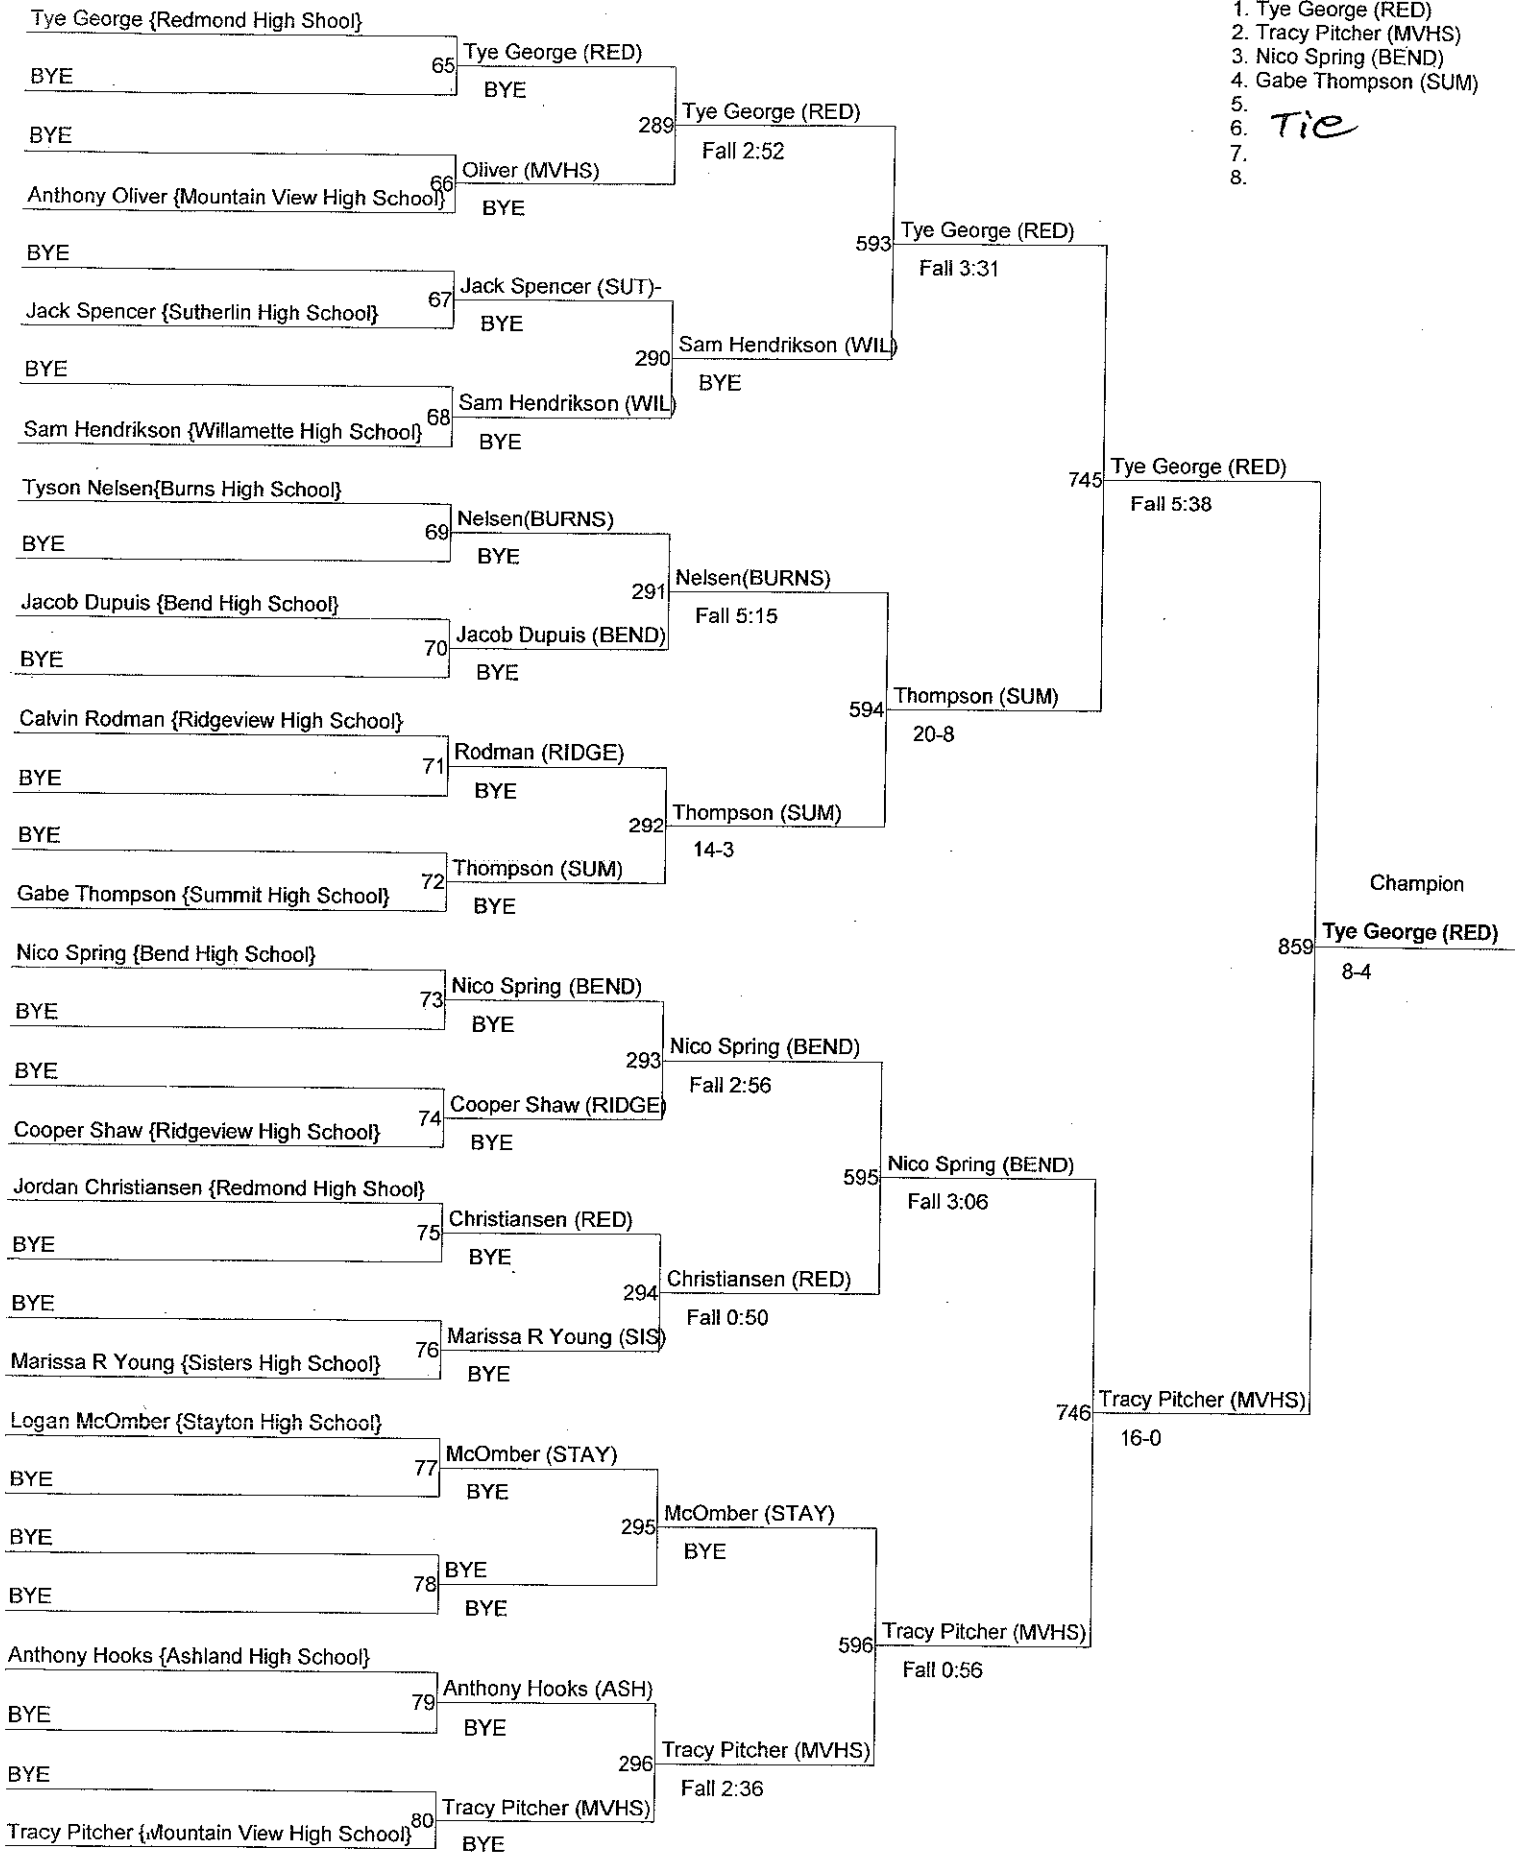 1. Tye George (RED)
2. Tracy Pitcher (MVHS)
3. Nico Spring (BEND)
4. Gabe Thompson (SUM)
5.
6. Tie
7.
8.
Tye George {Redmond High Shool}
65 Tye George (RED)
BYE
BYE
289 Tye George (RED)
Fall 2:52
BYE
66 Oliver (MVHS)
Anthony Oliver {Mountain View High School}
BYE
593 Tye George (RED)
Fall 3:31
BYE
67 Jack Spencer (SUT)-
Jack Spencer {Sutherlin High School}
BYE
290 Sam Hendrikson (WIL)
BYE
BYE
68 Sam Hendrikson (WIL)
Sam Hendrikson {Willamette High School}
BYE
745 Tye George (RED)
Fall 5:38
Tyson Nelsen{Burns High School}
69 Nelsen(BURNS)
BYE
BYE
291 Nelsen(BURNS)
Fall 5:15
Jacob Dupuis {Bend High School}
70 Jacob Dupuis (BEND)
BYE
BYE
594 Thompson (SUM)
20-8
Calvin Rodman {Ridgeview High School}
71 Rodman (RIDGE)
BYE
BYE
292 Thompson (SUM)
14-3
BYE
72 Thompson (SUM)
Gabe Thompson {Summit High School}
BYE
Champion
859 Tye George (RED)
8-4
Nico Spring {Bend High School}
73 Nico Spring (BEND)
BYE
BYE
293 Nico Spring (BEND)
Fall 2:56
BYE
74 Cooper Shaw (RIDGE)
Cooper Shaw {Ridgeview High School}
BYE
595 Nico Spring (BEND)
Fall 3:06
Jordan Christiansen {Redmond High Shool}
75 Christiansen (RED)
BYE
BYE
294 Christiansen (RED)
Fall 0:50
BYE
76 Marissa R Young (SIS)
Marissa R Young {Sisters High School}
BYE
746 Tracy Pitcher (MVHS)
16-0
Logan McOmber {Stayton High School}
77 McOmber (STAY)
BYE
BYE
295 McOmber (STAY)
BYE
BYE
78 BYE
BYE
BYE
596 Tracy Pitcher (MVHS)
Fall 0:56
Anthony Hooks {Ashland High School}
79 Anthony Hooks (ASH)
BYE
BYE
296 Tracy Pitcher (MVHS)
Fall 2:36
BYE
80 Tracy Pitcher (MVHS)
Tracy Pitcher {Mountain View High School}
BYE